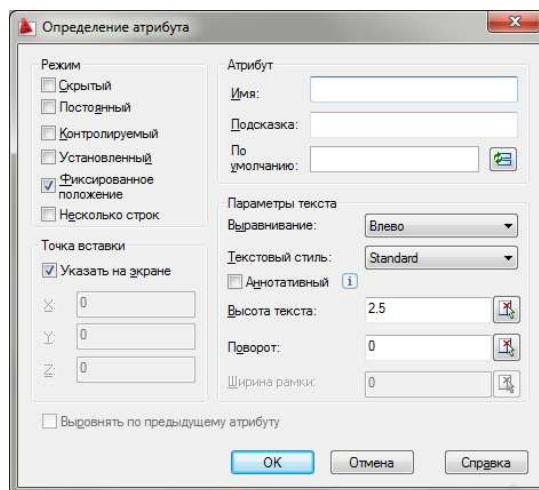 Определение атрибута
Режим
Скрытый
Постоянный
Контролируемый
Установленный
Фиксированное
положение
Несколько строк
Точка вставки
Указать на экране
X: 0
Y: 0
Z: 0
Атрибут
Имя:
Подсказка:
По
умолчанию:
Параметры текста
Выравнивание: Влево
Текстовый стиль: Standard
Аннотативный i
Высота текста: 2.5
Поворот: 0
Ширина рамки: 0
Выровнять по предыдущему атрибуту
OK Отмена Справка